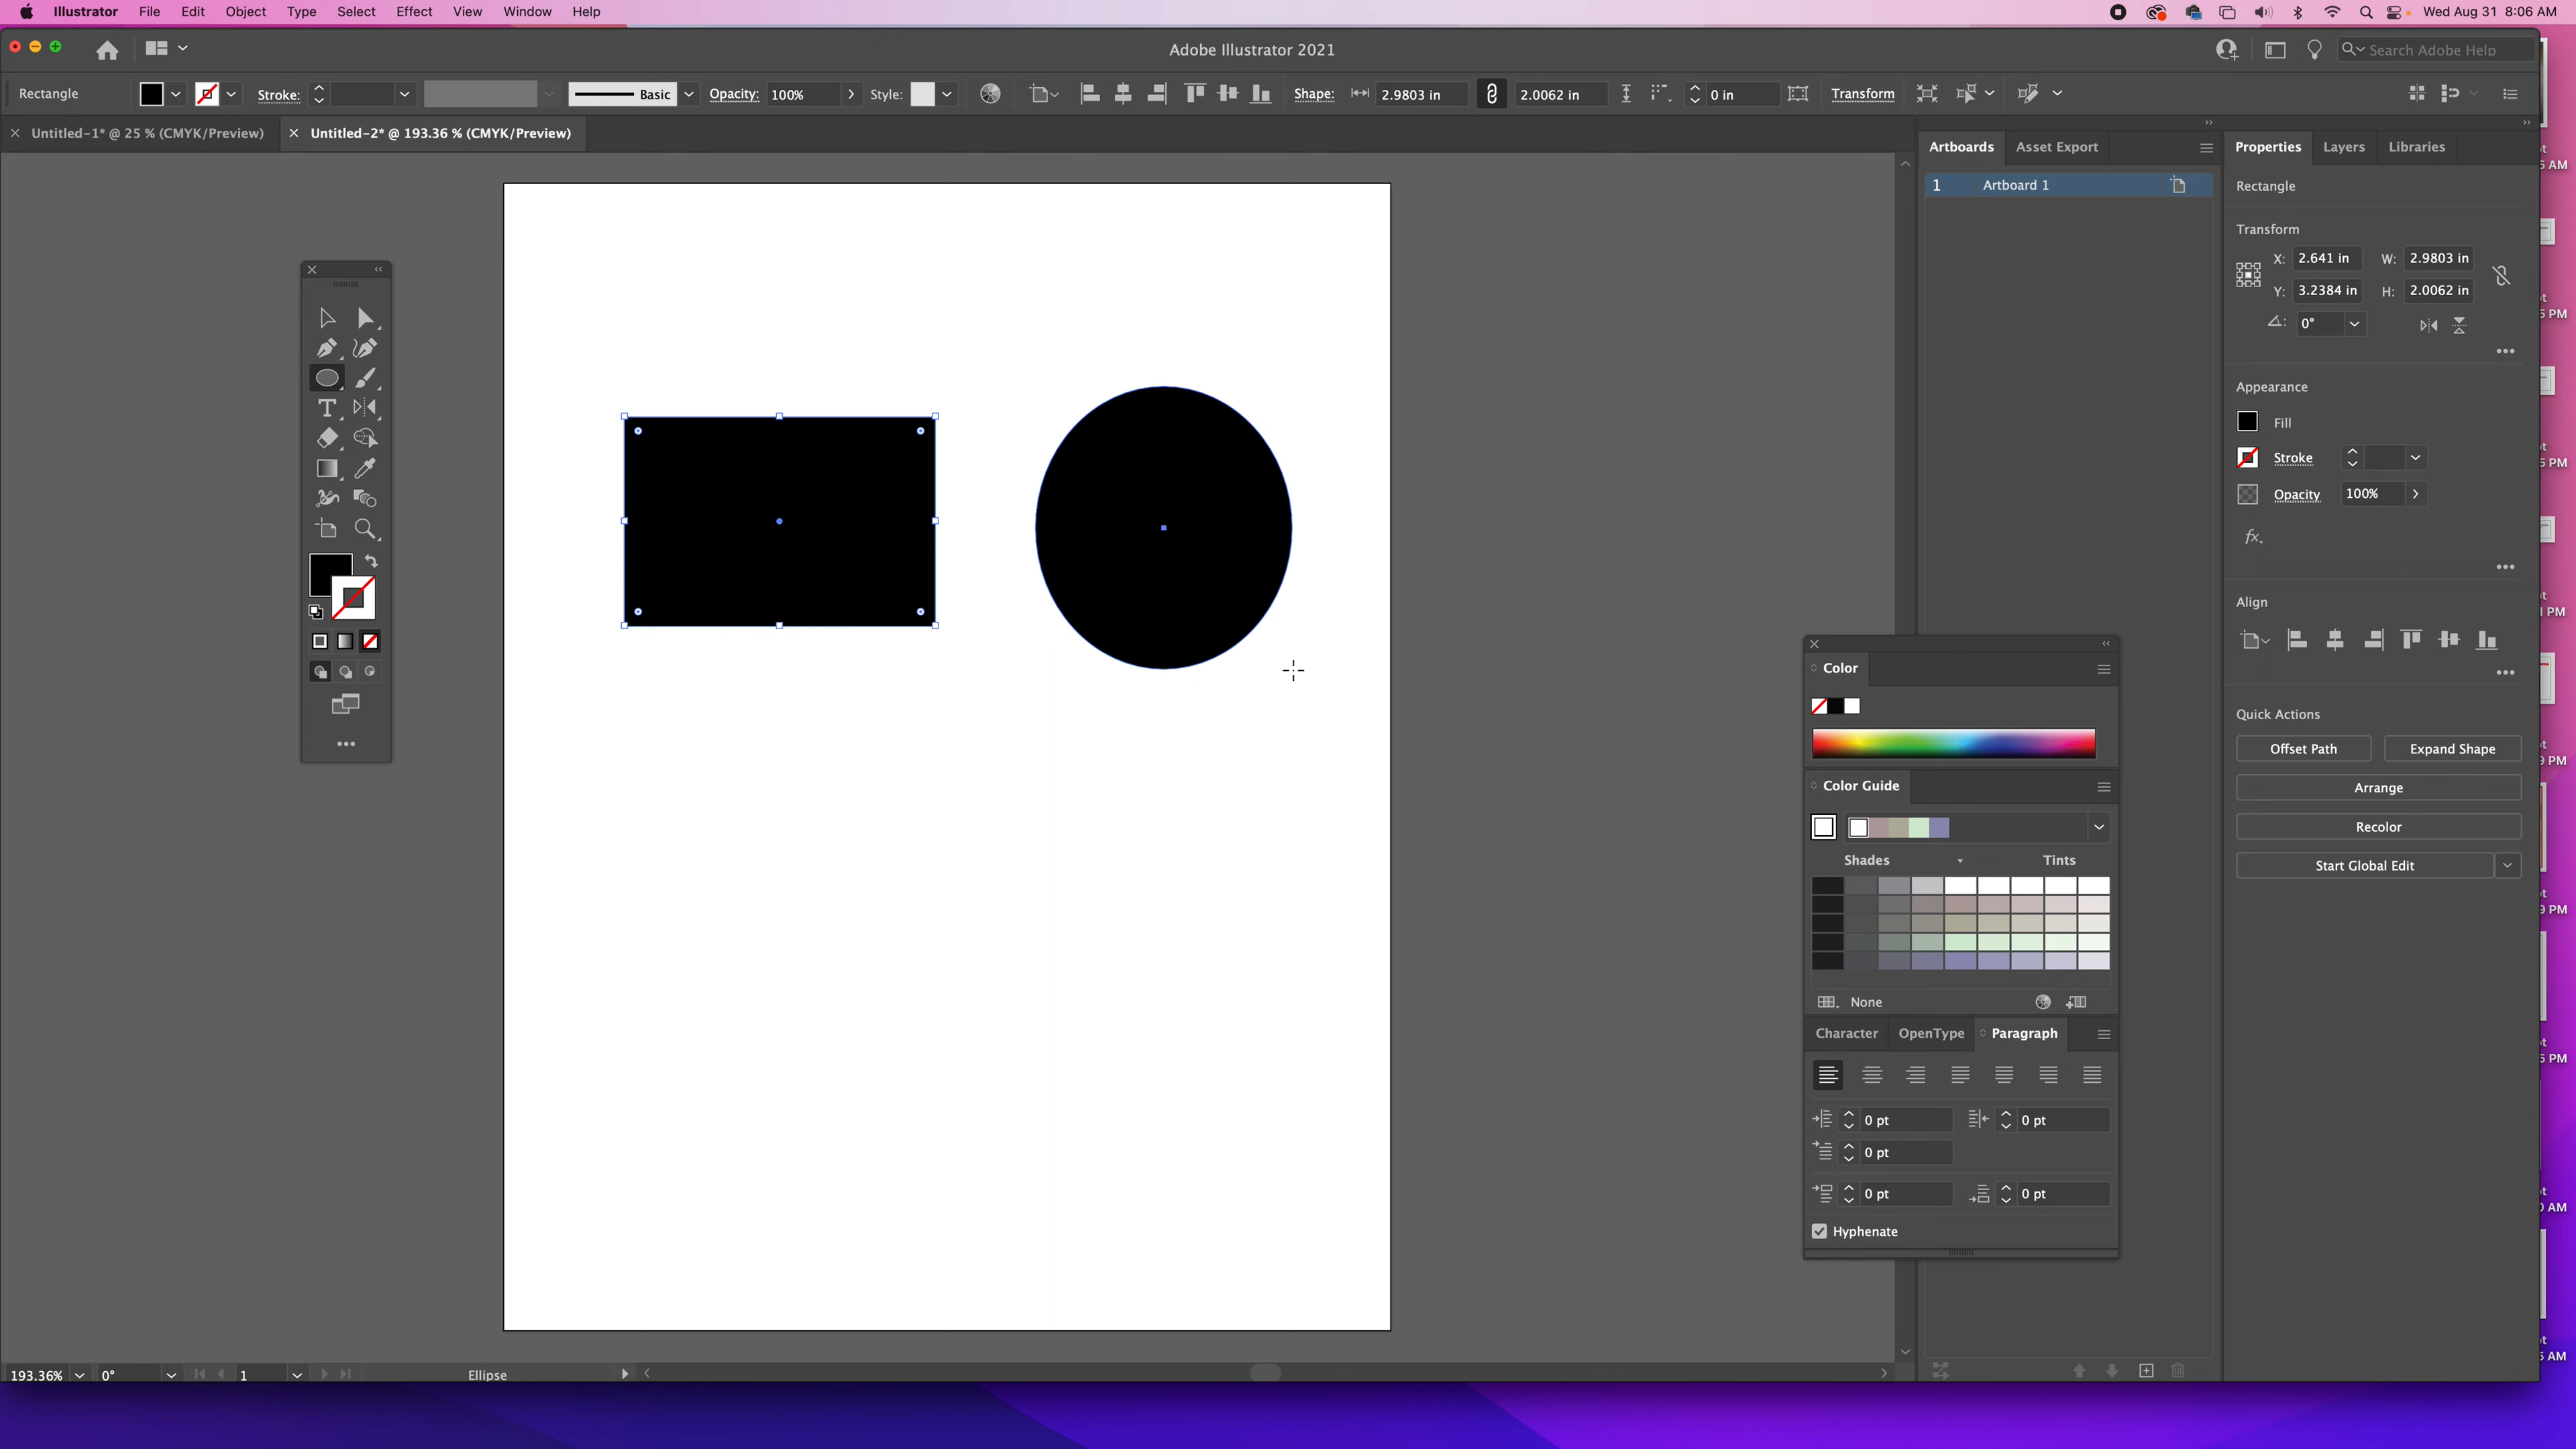 Illustrator File Edit Object Type Select Effect View Window Help Wed Aug 31 8:06 AM
Adobe Illustrator 2021 Search Adobe Help
Rectangle Stroke: Basic Opacity: 100% Style: Shape: 2.9803 in 2.0062 in 0 in Transform
Untitled-1* @ 25 % (CMYK/Preview) Untitled-2* @ 193.36 % (CMYK/Preview)
Artboards Asset Export
1 Artboard 1
Properties Layers Libraries
Rectangle
Transform
X: 2.641 in W: 2.9803 in
Y: 3.2384 in H: 2.0062 in
0°
Appearance
Fill
Stroke
Opacity 100%
fx.
Align
Quick Actions
Offset Path Expand Shape
Arrange
Recolor
Start Global Edit
Color
Color Guide
Shades Tints
None
Character OpenType Paragraph
0 pt 0 pt
0 pt
0 pt 0 pt
Hyphenate
193.36% 0° 1 Ellipse